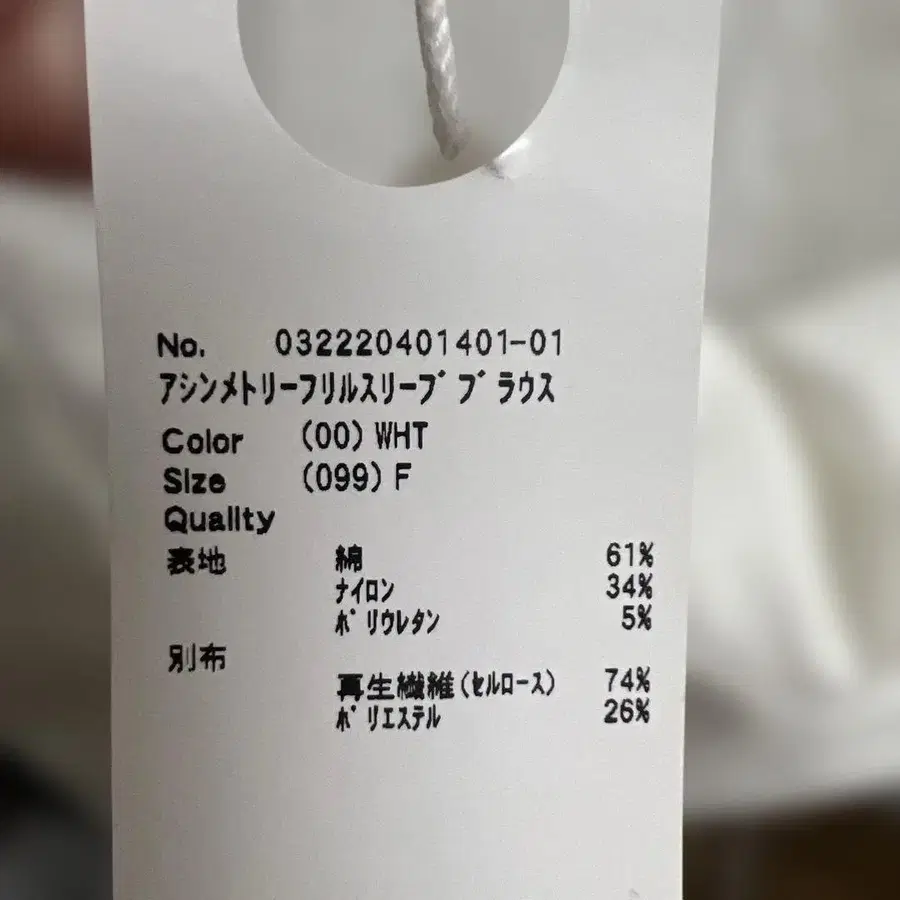 No. 032220401401-01
ｱｼﾝﾒﾄﾘｰﾌﾘﾙｽﾘｰﾌﾞﾌﾞﾗｳｽ
Color (00) WHT
Size (099) F
Quality
表地 綿 61%
ﾅｲﾛﾝ 34%
ﾎﾟﾘｳﾚﾀﾝ 5%
別布
再生繊維(ｾﾙﾛｰｽ) 74%
ﾎﾟﾘｴｽﾃﾙ 26%